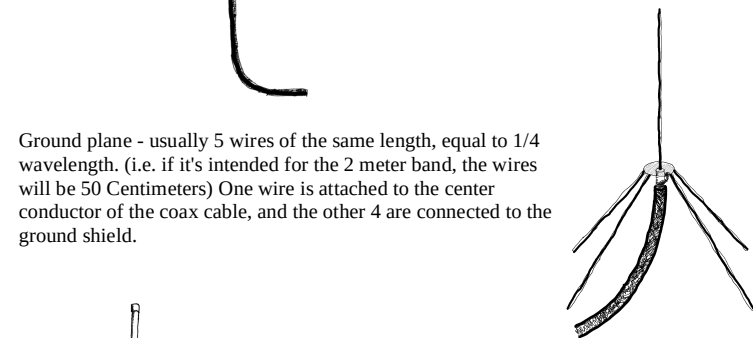 Ground plane - usually 5 wires of the same length, equal to 1/4
wavelength. (i.e. if it's intended for the 2 meter band, the wires
will be 50 Centimeters) One wire is attached to the center
conductor of the coax cable, and the other 4 are connected to the
ground shield.